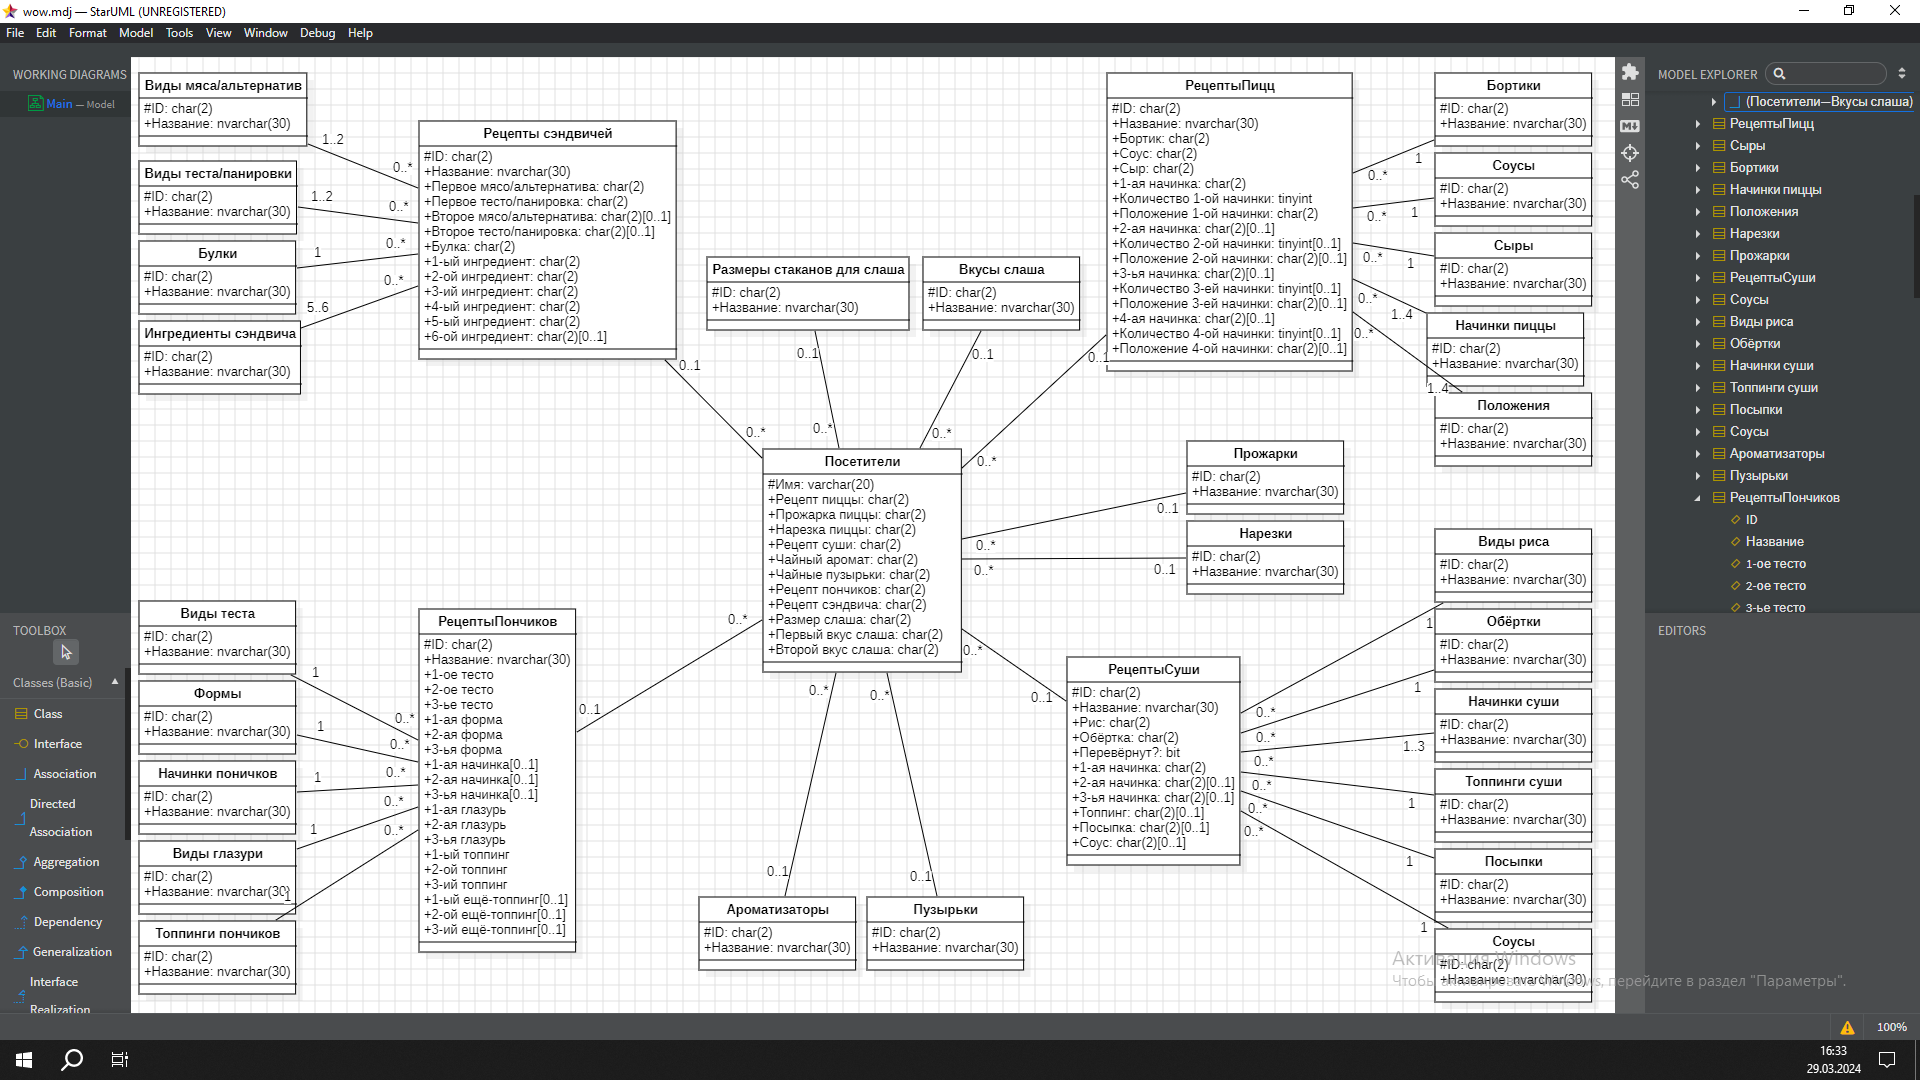 wow.mdj — StarUML (UNREGISTERED)
File Edit Format Model Tools View Window Debug Help
WORKING DIAGRAMS
Main — Model
TOOLBOX
Classes (Basic)
Class
Interface
Association
Directed
Association
Aggregation
Composition
Dependency
Generalization
Interface
Realization
Виды мяса/альтернатив
#ID: char(2)
+Название: nvarchar(30)
1..2
0..*
Виды теста/панировки
#ID: char(2)
+Название: nvarchar(30)
1..2
0..*
Булки
#ID: char(2)
+Название: nvarchar(30)
1
0..*
Ингредиенты сэндвича
#ID: char(2)
+Название: nvarchar(30)
5..6
0..*
Рецепты сэндвичей
#ID: char(2)
+Название: nvarchar(30)
+Первое мясо/альтернатива: char(2)
+Первое тесто/панировка: char(2)
+Второе мясо/альтернатива: char(2)[0..1]
+Второе тесто/панировка: char(2)[0..1]
+Булка: char(2)
+1-ый ингредиент: char(2)
+2-ой ингредиент: char(2)
+3-ий ингредиент: char(2)
+4-ый ингредиент: char(2)
+5-ый ингредиент: char(2)
+6-ой ингредиент: char(2)[0..1]
0..1
0..*
Размеры стаканов для слаша
#ID: char(2)
+Название: nvarchar(30)
0..1
0..*
Вкусы слаша
#ID: char(2)
+Название: nvarchar(30)
0..1
0..*
РецептыПицц
#ID: char(2)
+Название: nvarchar(30)
+Бортик: char(2)
+Соус: char(2)
+Сыр: char(2)
+1-ая начинка: char(2)
+Количество 1-ой начинки: tinyint
+Положение 1-ой начинки: char(2)
+2-ая начинка: char(2)[0..1]
+Количество 2-ой начинки: tinyint[0..1]
+Положение 2-ой начинки: char(2)[0..1]
+3-ья начинка: char(2)[0..1]
+Количество 3-ей начинки: tinyint[0..1]
+Положение 3-ей начинки: char(2)[0..1]
+4-ая начинка: char(2)[0..1]
+Количество 4-ой начинки: tinyint[0..1]
+Положение 4-ой начинки: char(2)[0..1]
0..1
0..*
Бортики
#ID: char(2)
+Название: nvarchar(30)
1
0..*
Соусы
#ID: char(2)
+Название: nvarchar(30)
1
0..*
Сыры
#ID: char(2)
+Название: nvarchar(30)
1
0..*
Начинки пиццы
#ID: char(2)
+Название: nvarchar(30)
1..4
0..*
Положения
#ID: char(2)
+Название: nvarchar(30)
1..4
0..*
Посетители
#Имя: varchar(20)
+Рецепт пиццы: char(2)
+Прожарка пиццы: char(2)
+Нарезка пиццы: char(2)
+Рецепт суши: char(2)
+Чайный аромат: char(2)
+Чайные пузырьки: char(2)
+Рецепт пончиков: char(2)
+Рецепт сэндвича: char(2)
+Размер слаша: char(2)
+Первый вкус слаша: char(2)
+Второй вкус слаша: char(2)
Прожарки
#ID: char(2)
+Название: nvarchar(30)
0..1
0..*
Нарезки
#ID: char(2)
+Название: nvarchar(30)
0..1
0..*
Виды теста
#ID: char(2)
+Название: nvarchar(30)
1
0..*
Формы
#ID: char(2)
+Название: nvarchar(30)
1
0..*
Начинки поничков
#ID: char(2)
+Название: nvarchar(30)
1
0..*
Виды глазури
#ID: char(2)
+Название: nvarchar(30)
1
0..*
Топпинги пончиков
#ID: char(2)
+Название: nvarchar(30)
1
0..*
РецептыПончиков
#ID: char(2)
+Название: nvarchar(30)
+1-ое тесто
+2-ое тесто
+3-ье тесто
+1-ая форма
+2-ая форма
+3-ья форма
+1-ая начинка[0..1]
+2-ая начинка[0..1]
+3-ья начинка[0..1]
+1-ая глазурь
+2-ая глазурь
+3-ья глазурь
+1-ый топпинг
+2-ой топпинг
+3-ий топпинг
+1-ый ещё-топпинг[0..1]
+2-ой ещё-топпинг[0..1]
+3-ий ещё-топпинг[0..1]
0..1
0..*
Ароматизаторы
#ID: char(2)
+Название: nvarchar(30)
0..1
0..*
Пузырьки
#ID: char(2)
+Название: nvarchar(30)
0..1
0..*
РецептыСуши
#ID: char(2)
+Название: nvarchar(30)
+Рис: char(2)
+Обёртка: char(2)
+Перевёрнут?: bit
+1-ая начинка: char(2)
+2-ая начинка: char(2)[0..1]
+3-ья начинка: char(2)[0..1]
+Топпинг: char(2)[0..1]
+Посыпка: char(2)[0..1]
+Соус: char(2)[0..1]
0..1
0..*
Виды риса
#ID: char(2)
+Название: nvarchar(30)
1
0..*
Обёртки
#ID: char(2)
+Название: nvarchar(30)
1
0..*
Начинки суши
#ID: char(2)
+Название: nvarchar(30)
1..3
0..*
Топпинги суши
#ID: char(2)
+Название: nvarchar(30)
1
0..*
Посыпки
#ID: char(2)
+Название: nvarchar(30)
1
0..*
Соусы
#ID: char(2)
+Название: nvarchar(30)
1
0..*
MODEL EXPLORER
(Посетители—Вкусы слаша)
РецептыПицц
Сыры
Бортики
Начинки пиццы
Положения
Нарезки
Прожарки
РецептыСуши
Соусы
Виды риса
Обёртки
Начинки суши
Топпинги суши
Посыпки
Соусы
Ароматизаторы
Пузырьки
РецептыПончиков
ID
Название
1-ое тесто
2-ое тесто
3-ье тесто
EDITORS
Активация Windows
Чтобы активировать Windows, перейдите в раздел "Параметры".
100%
16:33
29.03.2024